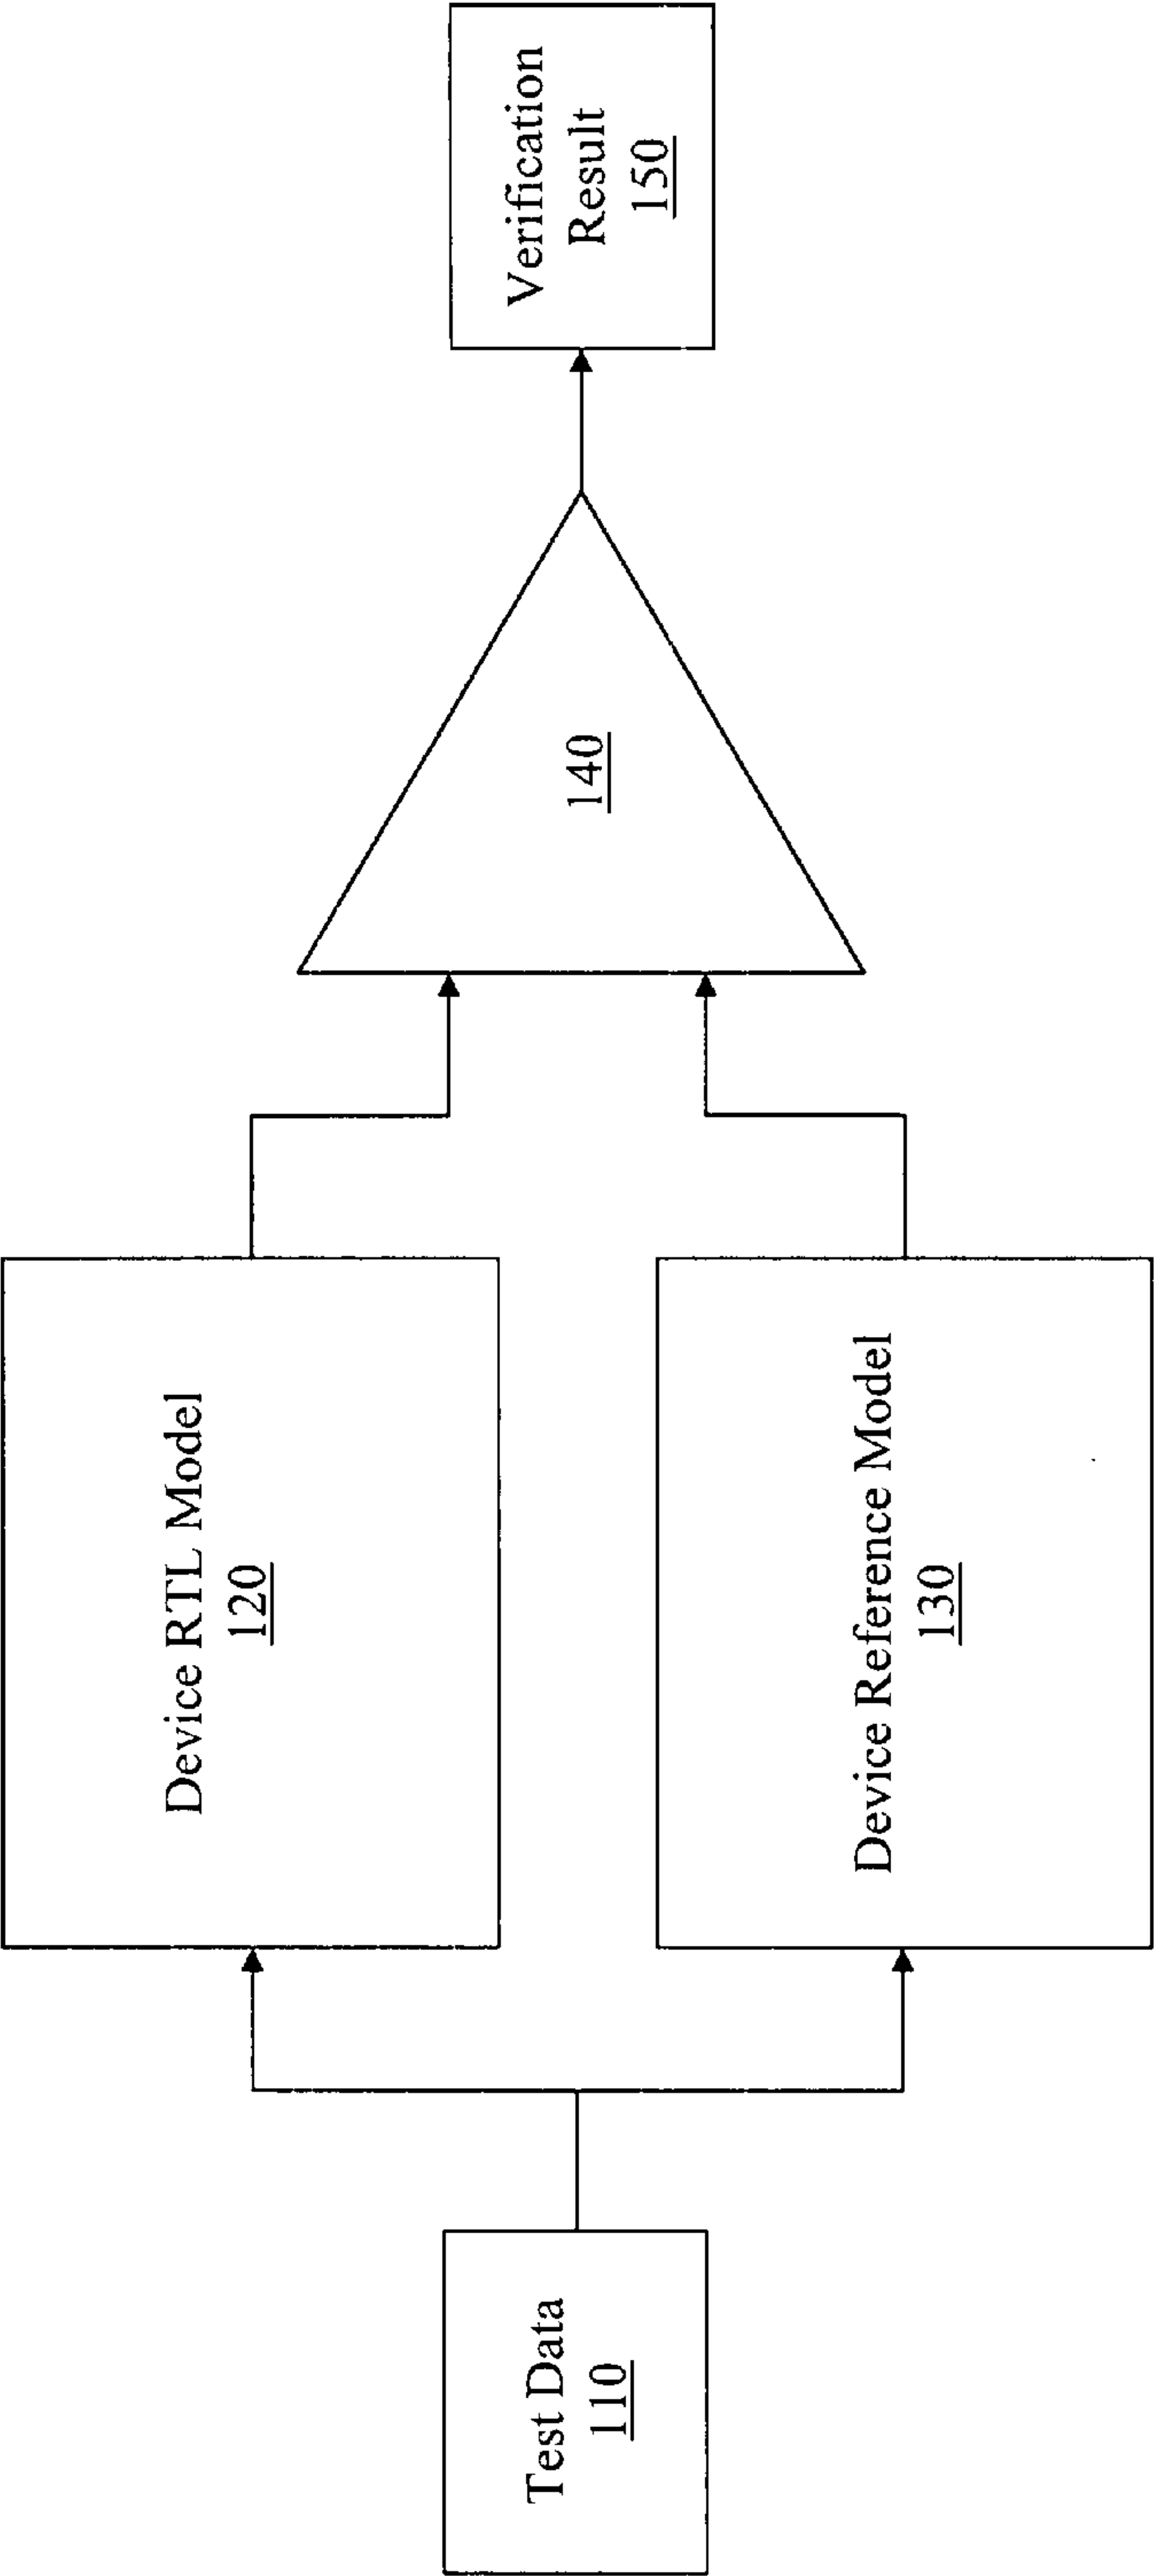 Test Data
110
Device RTL Model
120
Device Reference Model
130
140
Verification
Result
150